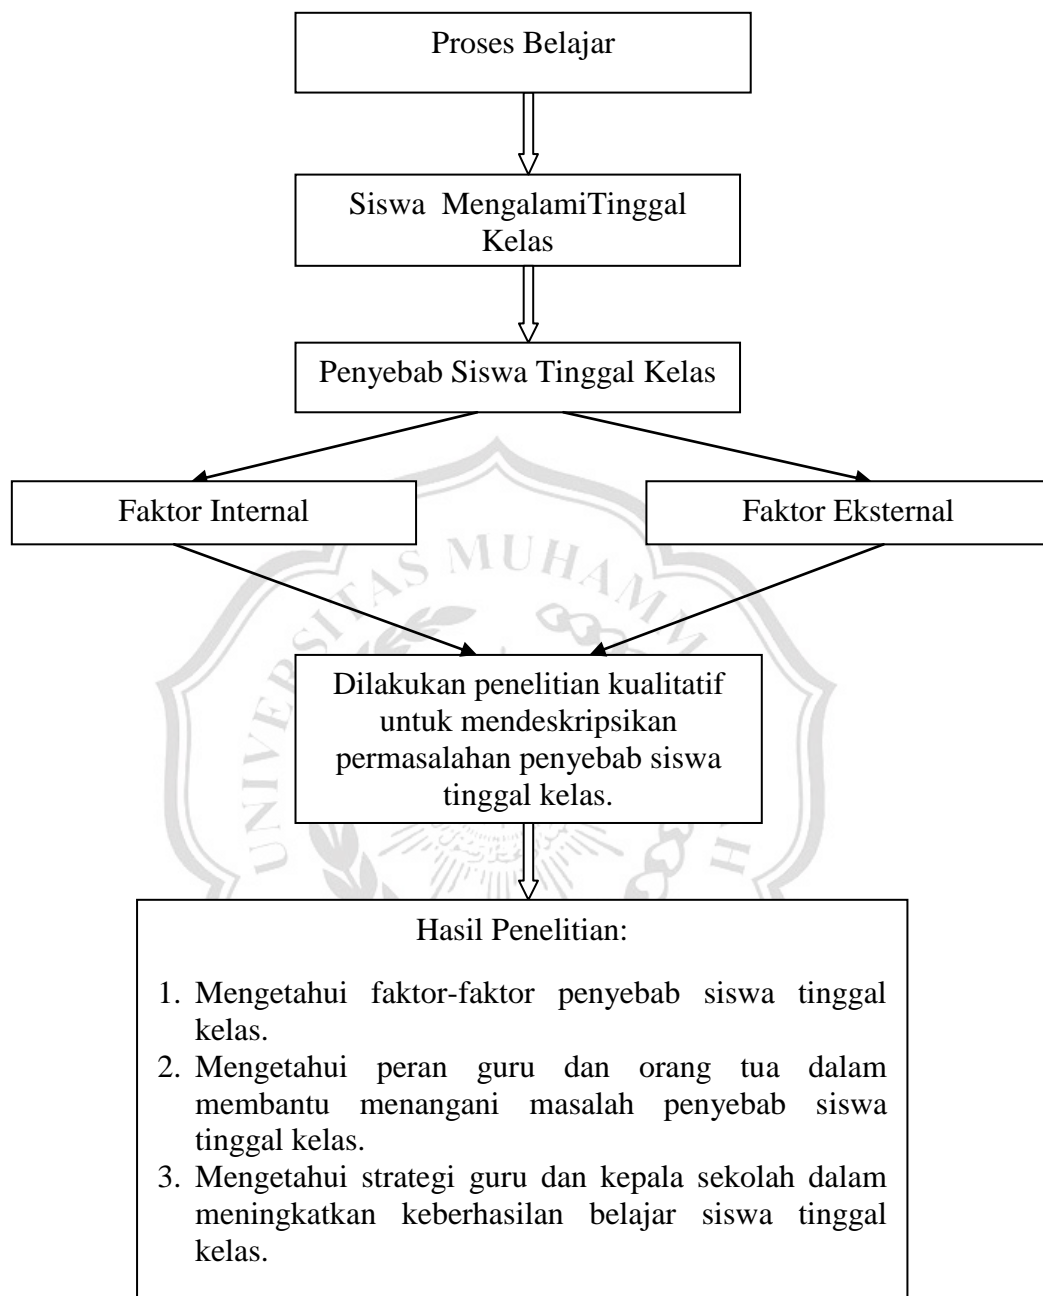 Proses Belajar
Siswa  MengalamiTinggal
Kelas
Penyebab Siswa Tinggal Kelas
Faktor Internal
Faktor Eksternal
UNIVERSITAS MUHAMM
H
Dilakukan penelitian kualitatif
untuk mendeskripsikan
permasalahan penyebab siswa
tinggal kelas.
Hasil Penelitian:
1. Mengetahui faktor-faktor penyebab siswa tinggal
kelas.
2. Mengetahui peran guru dan orang tua dalam
membantu menangani masalah penyebab siswa
tinggal kelas.
3. Mengetahui strategi guru dan kepala sekolah dalam
meningkatkan keberhasilan belajar siswa tinggal
kelas.